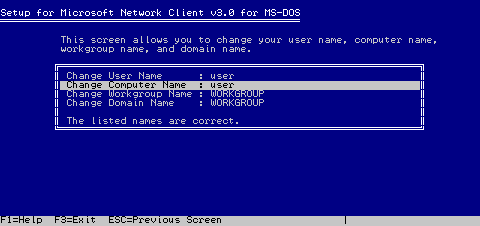 Setup for Microsoft Network Client v3.0 for MS-DOS
This screen allows you to change your user name, computer name,
workgroup name, and domain name.
Change User Name : user
Change Computer Name : user
Change Workgroup Name : WORKGROUP
Change Domain Name : WORKGROUP
The listed names are correct.
F1=Help F3=Exit ESC=Previous Screen